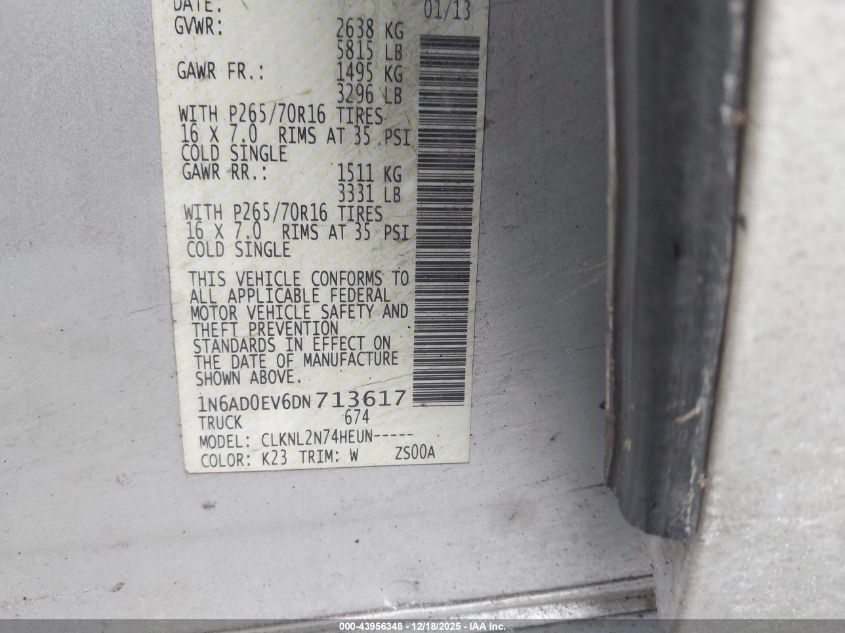 DATE: 01/13
GVWR: 2638 KG
5815 LB
GAWR FR.: 1495 KG
3296 LB
WITH P265/70R16 TIRES
16 X 7.0 RIMS AT 35 PSI
COLD SINGLE
GAWR RR.: 1511 KG
3331 LB
WITH P265/70R16 TIRES
16 X 7.0 RIMS AT 35 PSI
COLD SINGLE
THIS VEHICLE CONFORMS TO
ALL APPLICABLE FEDERAL
MOTOR VEHICLE SAFETY AND
THEFT PREVENTION
STANDARDS IN EFFECT ON
THE DATE OF MANUFACTURE
SHOWN ABOVE.
1N6AD0EV6DN713617
TRUCK 674
MODEL: CLKNL2N74HEUN-----
COLOR: K23 TRIM: W ZS00A
000-43956348 - 12/18/2025 - IAA Inc.